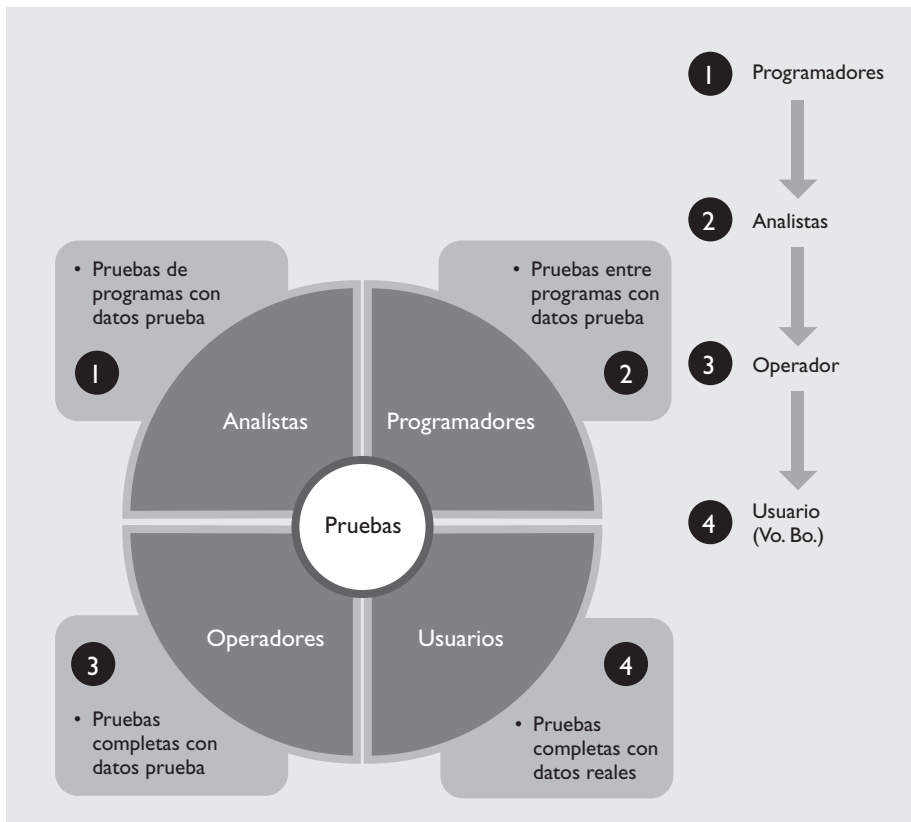 1 Programadores
2 Analistas
3 Operador
4 Usuario
(Vo. Bo.)
• Pruebas de
programas con
datos prueba
1
• Pruebas entre
programas con
datos prueba
2
Analístas
Programadores
Pruebas
Operadores
Usuarios
3
• Pruebas
completas con
datos prueba
4
• Pruebas
completas con
datos reales